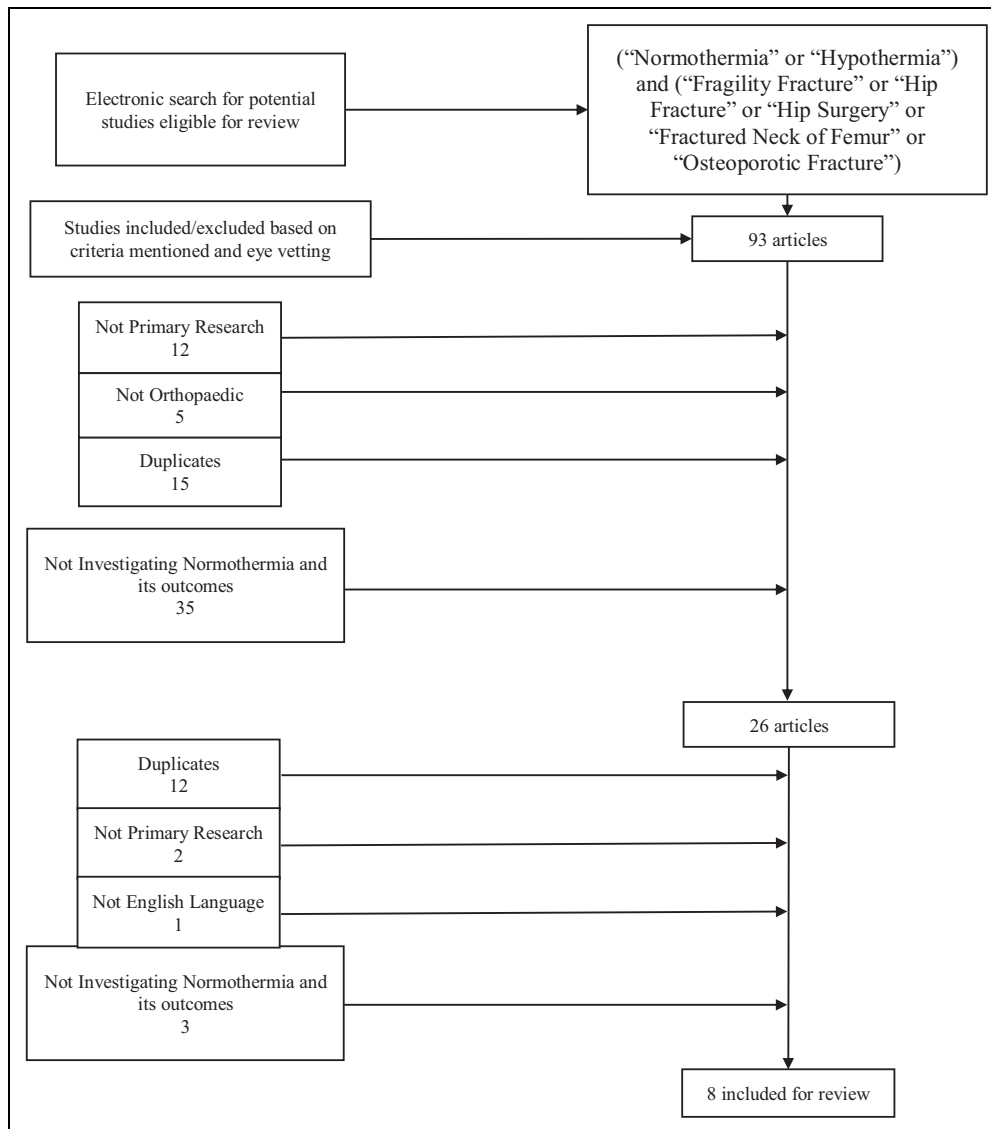 Electronic search for potential
studies eligible for review
(“Normothermia” or “Hypothermia”)
and (“Fragility Fracture” or “Hip
Fracture” or “Hip Surgery” or
“Fractured Neck of Femur” or
“Osteoporotic Fracture”)
Studies included/excluded based on
criteria mentioned and eye vetting
93 articles
Not Primary Research
12
Not Orthopaedic
5
Duplicates
15
Not Investigating Normothermia and
its outcomes
35
26 articles
Duplicates
12
Not Primary Research
2
Not English Language
1
Not Investigating Normothermia and
its outcomes
3
8 included for review